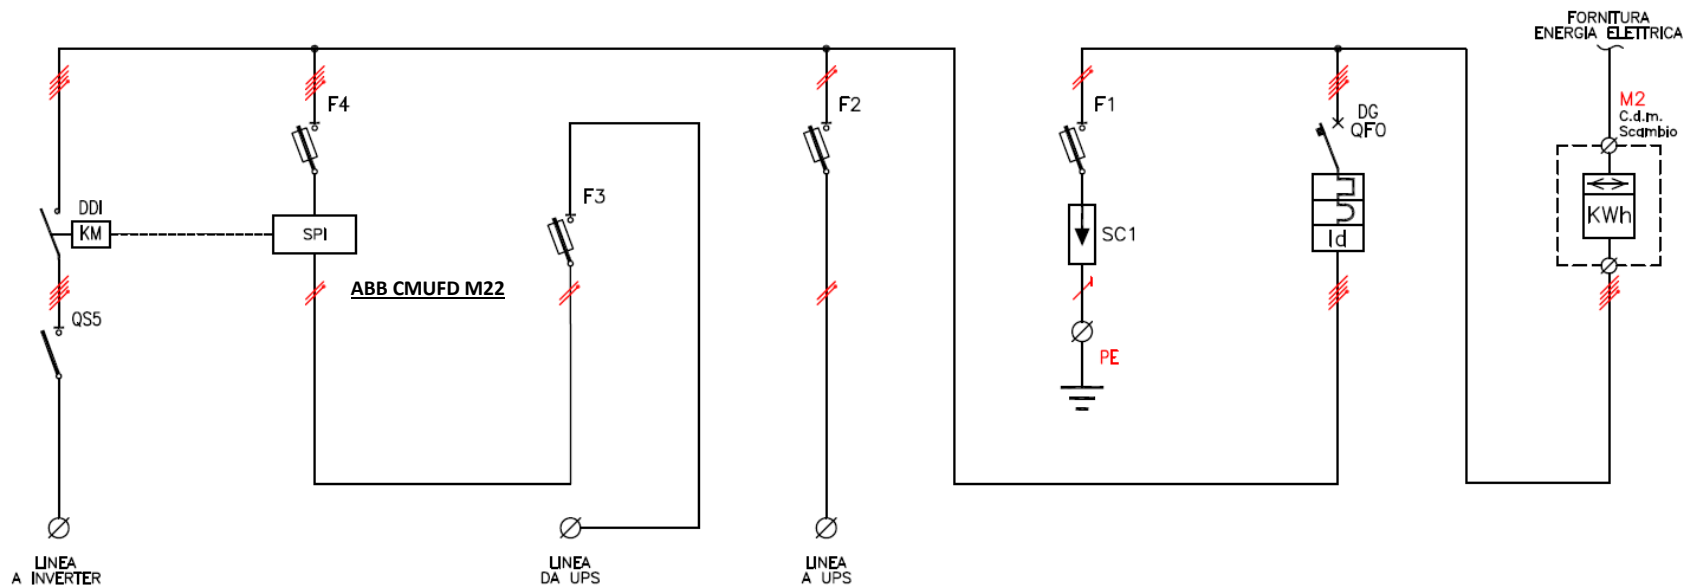 FORNITURA
ENERGIA ELETTRICA
F4
F2
F1
DG
QF0
M2
C.d.m.
Scambio
DDI
KM
SPI
F3
SC1
Id
KWh
ABB CMUFD M22
QS5
PE
LINEA
A INVERTER
LINEA
DA UPS
LINEA
A UPS